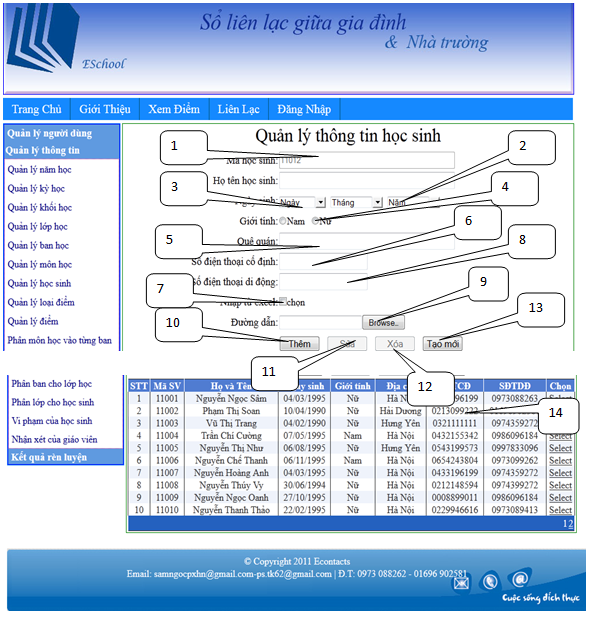 Sổ liên lạc giữa gia đình
& Nhà trường
ESchool
Trang Chủ Giới Thiệu Xem Điểm Liên Lạc Đăng Nhập
Quản lý người dùng
Quản lý thông tin
Quản lý năm học
Quản lý kỳ học
Quản lý khối học
Quản lý lớp học
Quản lý ban học
Quản lý môn học
Quản lý học sinh
Quản lý loại điểm
Quản lý điểm
Phân môn học vào từng ban
Phân ban cho lớp học
Phân lớp cho học sinh
Vi phạm của học sinh
Nhận xét của giáo viên
Kết quả rèn luyện
Quản lý thông tin học sinh
1
2
3
4
5
6
7
8
9
10
11
12
13
14
Mã học sinh: 11012
Họ tên học sinh:
sinh: Ngày Tháng Năm
Giới tính: Nam Nữ
Quê quán:
Số điện thoại cố định:
số điện thoại di động:
Nhập từ excel: chọn
Đường dẫn: Browse..
Thêm Sửa Xóa Tạo mới
STT Mã SV Họ và Tên sinh Giới tính Địa SĐTDĐ Chọn
1 11001 Nguyễn Ngọc Sâm 04/03/1995 Nữ Hà N 0973088263 Select
2 11002 Phạm Thị Soan 10/04/1990 Nữ Hải Dương 0213099222
3 11003 Vũ Thị Trang 04/02/1990 Nữ Hưng Yên 0321111111 0974359272
4 11004 Trần Chí Cường 07/05/1995 Nam Hà Nội 0432155342 0986096184 Select
5 11005 Nguyễn Thị Như 06/08/1995 Nữ Hưng Yên 0543199573 0997833096 Select
6 11006 Nguyễn Chế Thanh 06/11/1995 Nam Hà Nội 0654243804 0973099262 Select
7 11007 Nguyễn Hoàng Anh 04/03/1995 Nữ Hà Nội 0433196199 0974359272 Select
8 11008 Nguyễn Thúy Vy 30/06/1994 Nữ Hà Nội 0212148594 0974399272 Select
9 11009 Nguyễn Ngọc Oanh 27/10/1995 Nữ Hà Nội 0008899011 0986096184 Select
10 11010 Nguyễn Thanh Thảo 22/02/1995 Nữ Hà Nội 0229946616 0973089413 Select
1 2
© Copyright 2011 Econtacts
Email: samngocpxhn@gmail.com-ps.tk62@gmail.com | Đ.T: 0973 088262 - 01696 902581
Cuộc sống đích thực